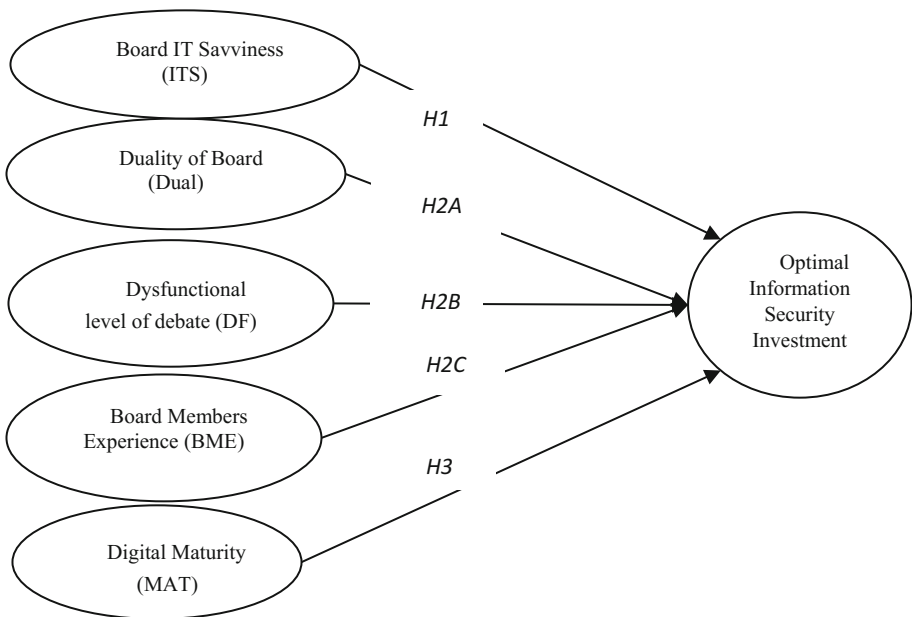 Board IT Savviness
(ITS)
H1
Duality of Board
(Dual)
H2A
Dysfunctional
level of debate (DF)
H2B
Optimal
Information
Security
Investment
H2C
Board Members
Experience (BME)
H3
Digital Maturity
(MAT)